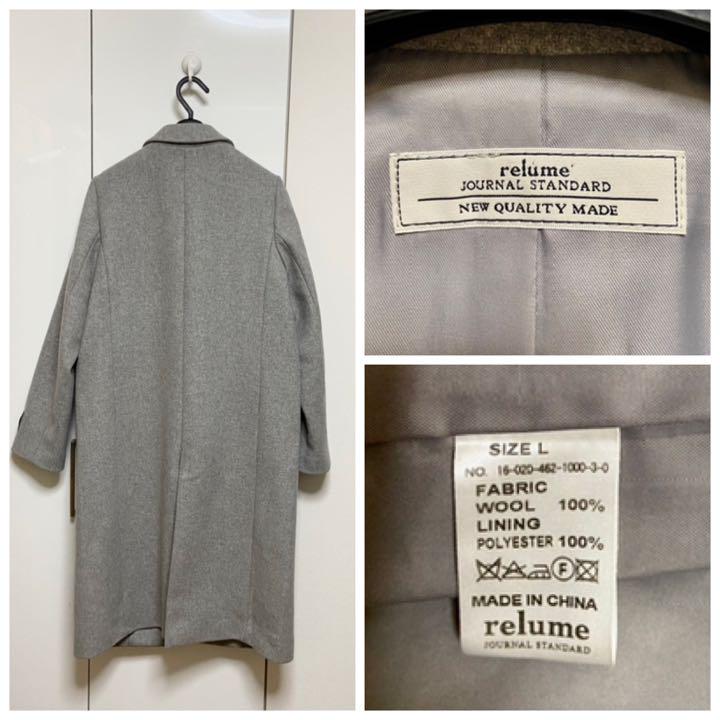 relume
JOURNAL STANDARD
NEW QUALITY MADE
SIZE L
NO. 16-020-462-1000-3-0
FABRIC
WOOL 100%
LINING
POLYESTER 100%
F
MADE IN CHINA
relume
JOURNAL STANDARD